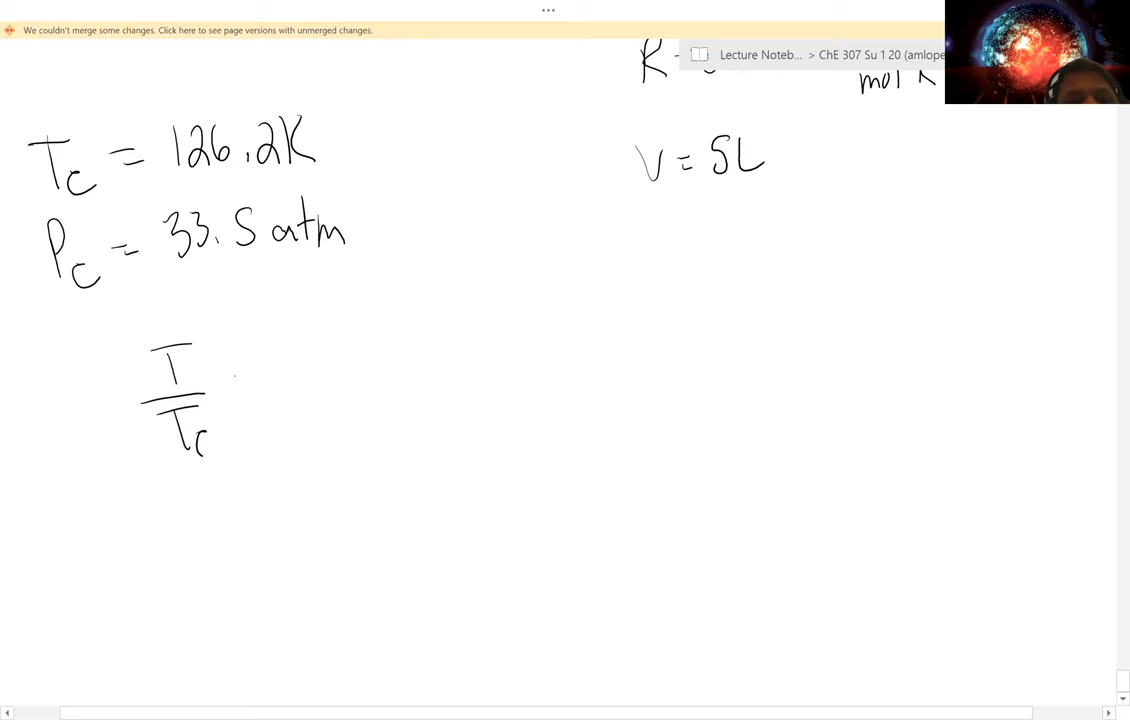 We couldn't merge some changes. Click here to see page versions with unmerged changes.
Lecture Noteb... > ChE 307 Su 1 20 (amlope
R
mol K
Tc = 126.2K
V = 5L
Pc = 33.5 atm
T
Tc